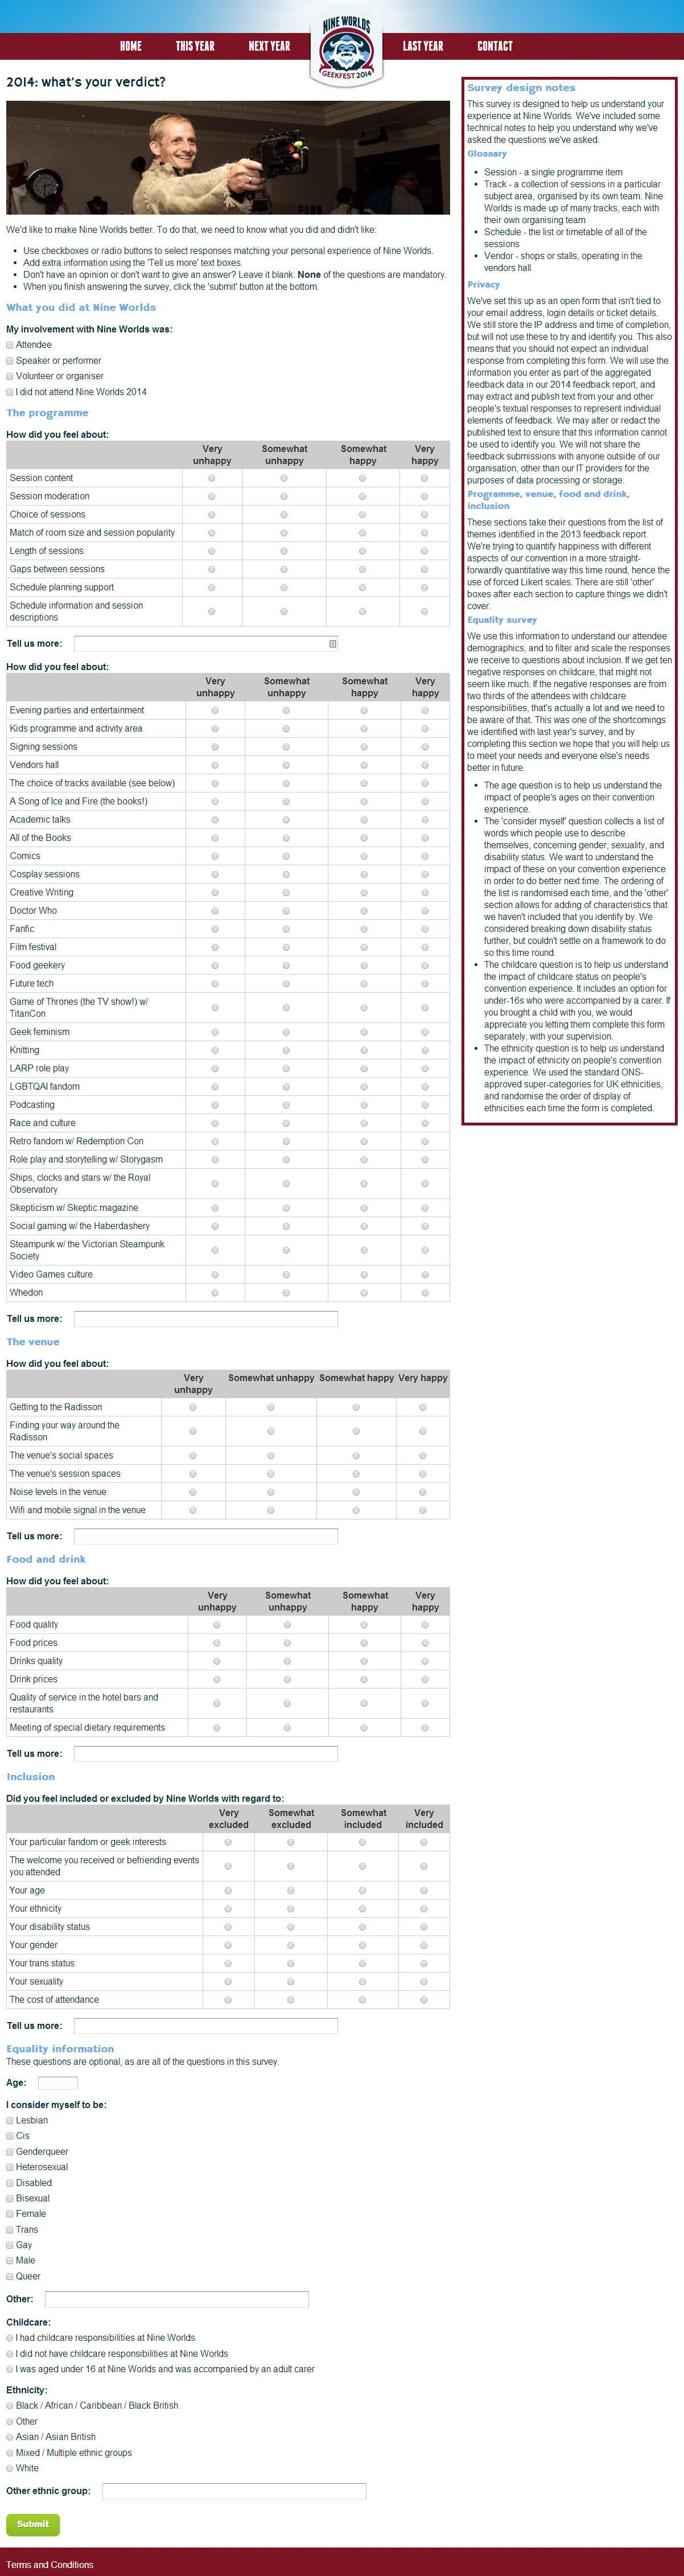 NINE WORLDS
GEEKFEST 2014
HOME THIS YEAR NEXT YEAR LAST YEAR CONTACT
2014: what's your verdict?
We'd like to make Nine Worlds better. To do that, we need to know what you did and didn't like:
• Use checkboxes or radio buttons to select responses matching your personal experience of Nine Worlds.
• Add extra information using the 'Tell us more' text boxes.
• Don't have an opinion or don't want to give an answer? Leave it blank. None of the questions are mandatory.
• When you finish answering the survey, click the 'submit' button at the bottom.
What you did at Nine Worlds
My involvement with Nine Worlds was:
Attendee
Speaker or performer
Volunteer or organiser
I did not attend Nine Worlds 2014
The programme
How did you feel about:
Very unhappy Somewhat unhappy Somewhat happy Very happy
Session content
Session moderation
Choice of sessions
Match of room size and session popularity
Length of sessions
Gaps between sessions
Schedule planning support
Schedule information and session
descriptions
Tell us more:
How did you feel about:
Very unhappy Somewhat unhappy Somewhat happy Very happy
Evening parties and entertainment
Kids programme and activity area
Signing sessions
Vendors hall
The choice of tracks available (see below)
A Song of Ice and Fire (the books!)
Academic talks
All of the Books
Comics
Cosplay sessions
Creative Writing
Doctor Who
Fanfic
Film festival
Food geekery
Future tech
Game of Thrones (the TV show!) w/
TitanCon
Geek feminism
Knitting
LARP role play
LGBTQAI fandom
Podcasting
Race and culture
Retro fandom w/ Redemption Con
Role play and storytelling w/ Storygasm
Ships, clocks and stars w/ the Royal
Observatory
Skepticism w/ Skeptic magazine
Social gaming w/ the Haberdashery
Steampunk w/ the Victorian Steampunk
Society
Video Games culture
Whedon
Tell us more:
The venue
How did you feel about:
Very unhappy Somewhat unhappy Somewhat happy Very happy
Getting to the Radisson
Finding your way around the
Radisson
The venue's social spaces
The venue's session spaces
Noise levels in the venue
Wifi and mobile signal in the venue
Tell us more:
Food and drink
How did you feel about:
Very unhappy Somewhat unhappy Somewhat happy Very happy
Food quality
Food prices
Drinks quality
Drink prices
Quality of service in the hotel bars and
restaurants
Meeting of special dietary requirements
Tell us more:
Inclusion
Did you feel included or excluded by Nine Worlds with regard to:
Very excluded Somewhat excluded Somewhat included Very included
Your particular fandom or geek interests
The welcome you received or befriending events
you attended
Your age
Your ethnicity
Your disability status
Your gender
Your trans status
Your sexuality
The cost of attendance
Tell us more:
Equality information
These questions are optional, as are all of the questions in this survey.
Age:
I consider myself to be:
Lesbian
Cis
Genderqueer
Heterosexual
Disabled
Bisexual
Female
Trans
Gay
Male
Queer
Other:
Childcare:
I had childcare responsibilities at Nine Worlds
I did not have childcare responsibilities at Nine Worlds
I was aged under 16 at Nine Worlds and was accompanied by an adult carer
Ethnicity:
Black / African / Caribbean / Black British
Other
Asian / Asian British
Mixed / Multiple ethnic groups
White
Other ethnic group:
Submit
Survey design notes
This survey is designed to help us understand your
experience at Nine Worlds. We've included some
technical notes to help you understand why we've
asked the questions we've asked.
Glossary
• Session - a single programme item
• Track - a collection of sessions in a particular
subject area, organised by its own team. Nine
Worlds is made up of many tracks, each with
their own organising team
• Schedule - the list or timetable of all of the
sessions
• Vendor - shops or stalls, operating in the
vendors hall
Privacy
We've set this up as an open form that isn't tied to
your email address, login details or ticket details.
We still store the IP address and time of completion,
but will not use these to try and identify you. This also
means that you should not expect an individual
response from completing this form. We will use the
information you enter as part of the aggregated
feedback data in our 2014 feedback report, and
may extract and publish text from your and other
people's textual responses to represent individual
elements of feedback. We may alter or redact the
published text to ensure that this information cannot
be used to identify you. We will not share the
feedback submissions with anyone outside of our
organisation, other than our IT providers for the
purposes of data processing or storage.
Programme, venue, food and drink,
inclusion
These sections take their questions from the list of
themes identified in the 2013 feedback report.
We're trying to quantify happiness with different
aspects of our convention in a more straight-
forwardly quantitative way this time round, hence the
use of forced Likert scales. There are still 'other'
boxes after each section to capture things we didn't
cover.
Equality survey
We use this information to understand our attendee
demographics, and to filter and scale the responses
we receive to questions about inclusion. If we get ten
negative responses on childcare, that might not
seem like much. If the negative responses are from
two thirds of the attendees with childcare
responsibilities, that's actually a lot and we need to
be aware of that. This was one of the shortcomings
we identified with last year's survey, and by
completing this section we hope that you will help us
to meet your needs and everyone else's needs
better in future.
• The age question is to help us understand the
impact of people's ages on their convention
experience.
• The 'consider myself' question collects a list of
words which people use to describe
themselves, concerning gender, sexuality, and
disability status. We want to understand the
impact of these on your convention experience
in order to do better next time. The ordering of
the list is randomised each time, and the 'other'
section allows for adding of characteristics that
we haven't included that you identify by. We
considered breaking down disability status
further, but couldn't settle on a framework to do
so this time round.
• The childcare question is to help us understand
the impact of childcare status on people's
convention experience. It includes an option for
under-16s who were accompanied by a carer. If
you brought a child with you, we would
appreciate you letting them complete this form
separately, with your supervision.
• The ethnicity question is to help us understand
the impact of ethnicity on people's convention
experience. We used the standard ONS-
approved super-categories for UK ethnicities,
and randomise the order of display of
ethnicities each time the form is completed.
Terms and Conditions